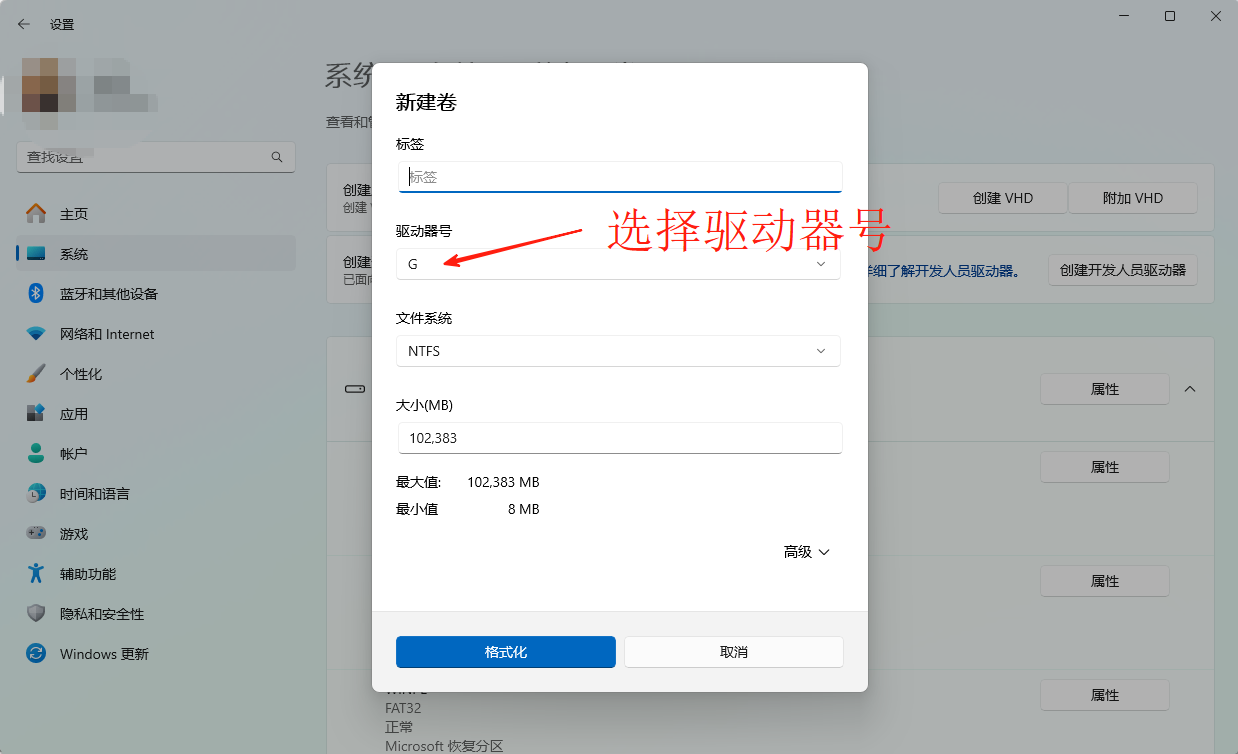 设置
系统
查看和
查找设置
主页
系统
蓝牙和其他设备
网络和 Internet
个性化
应用
帐户
时间和语言
游戏
辅助功能
隐私和安全性
Windows 更新
创建
创建
创建 VHD
附加 VHD
创建
已面向
详细了解开发人员驱动器。
创建开发人员驱动器
属性
属性
属性
属性
FAT32
正常
Microsoft 恢复分区
新建卷
标签
标签
驱动器号
选择驱动器号
G
文件系统
NTFS
大小(MB)
102,383
最大值: 102,383 MB
最小值 8 MB
高级
格式化
取消